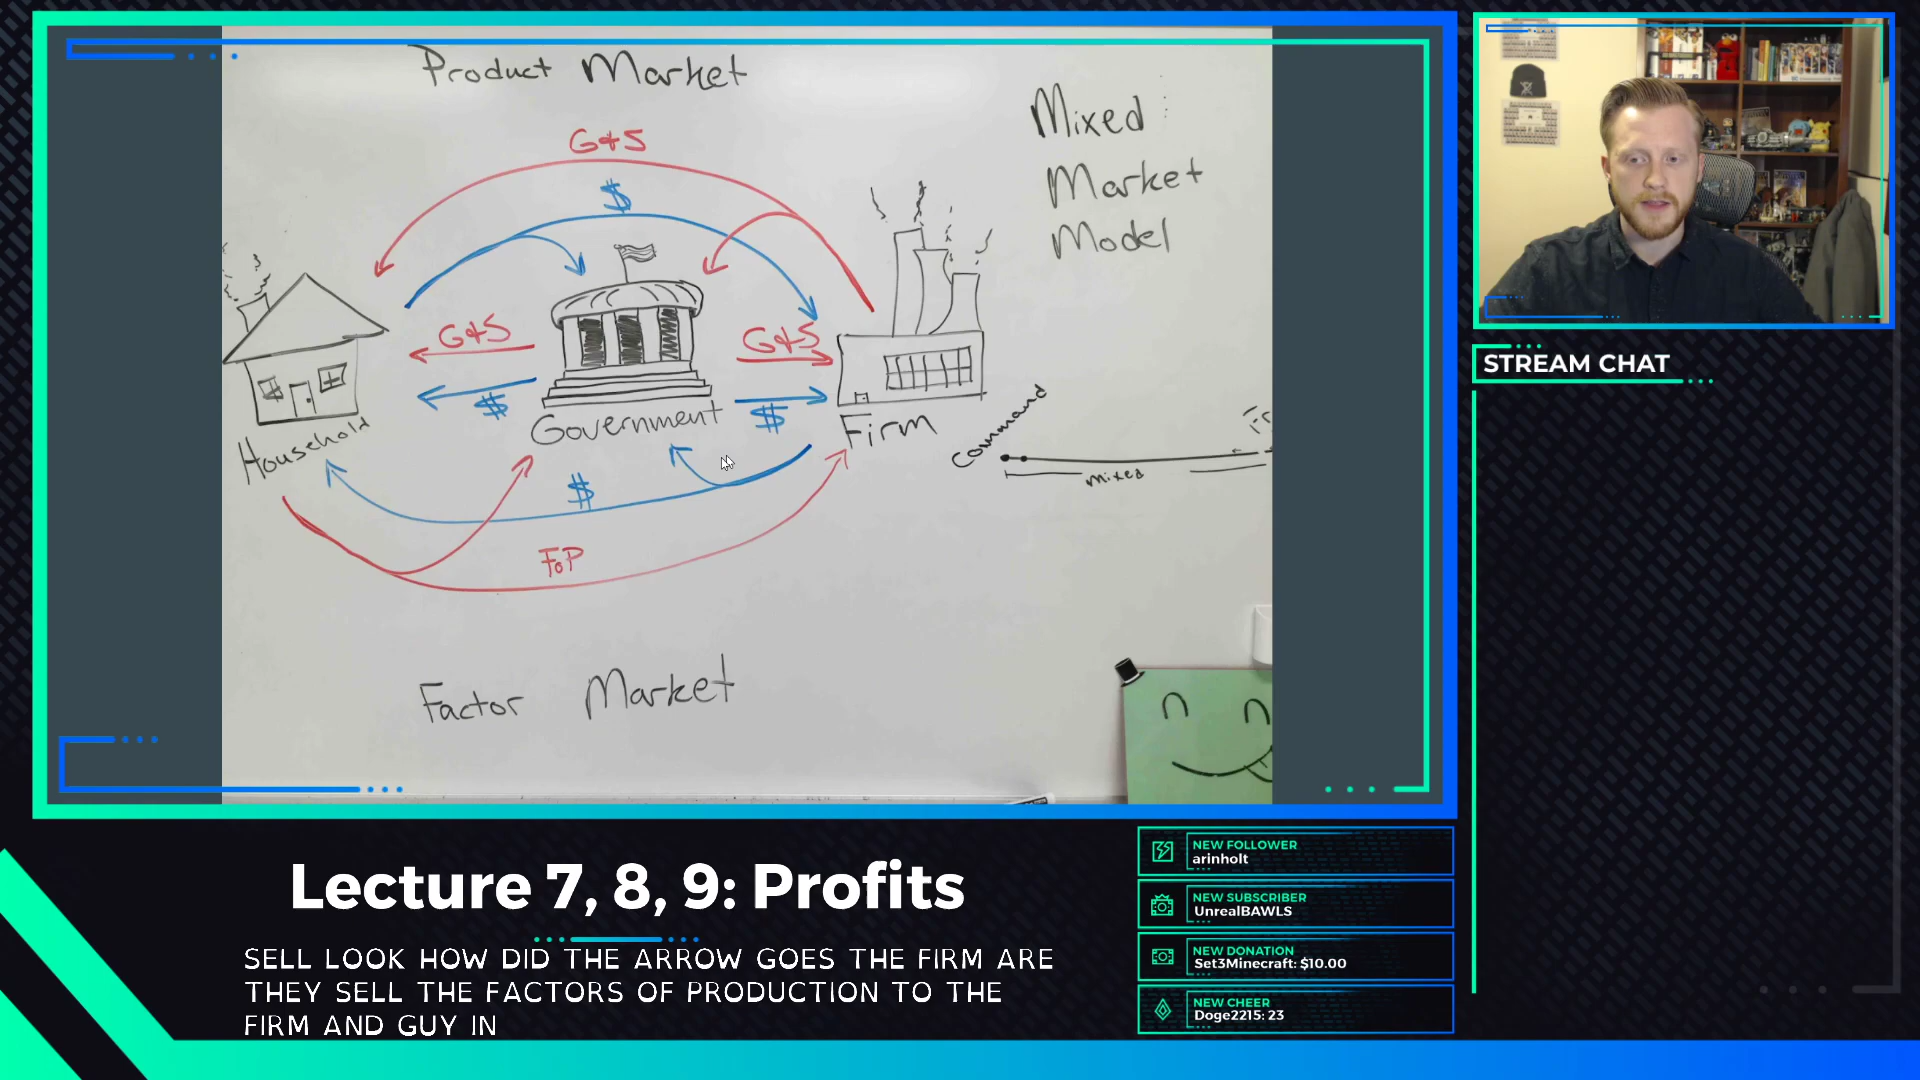 Product Market
G&S
$
Mixed
Market
Model
G&S
$
G&S
$
Household
Government
Firm
$
FoP
Command
mixed
Factor Market
STREAM CHAT
Lecture 7, 8, 9: Profits
SELL LOOK HOW DID THE ARROW GOES THE FIRM ARE
THEY SELL THE FACTORS OF PRODUCTION TO THE
FIRM AND GUY IN
NEW FOLLOWER
arinholt
NEW SUBSCRIBER
UnrealBAWLS
NEW DONATION
Set3Minecraft: $10.00
NEW CHEER
Doge2215: 23